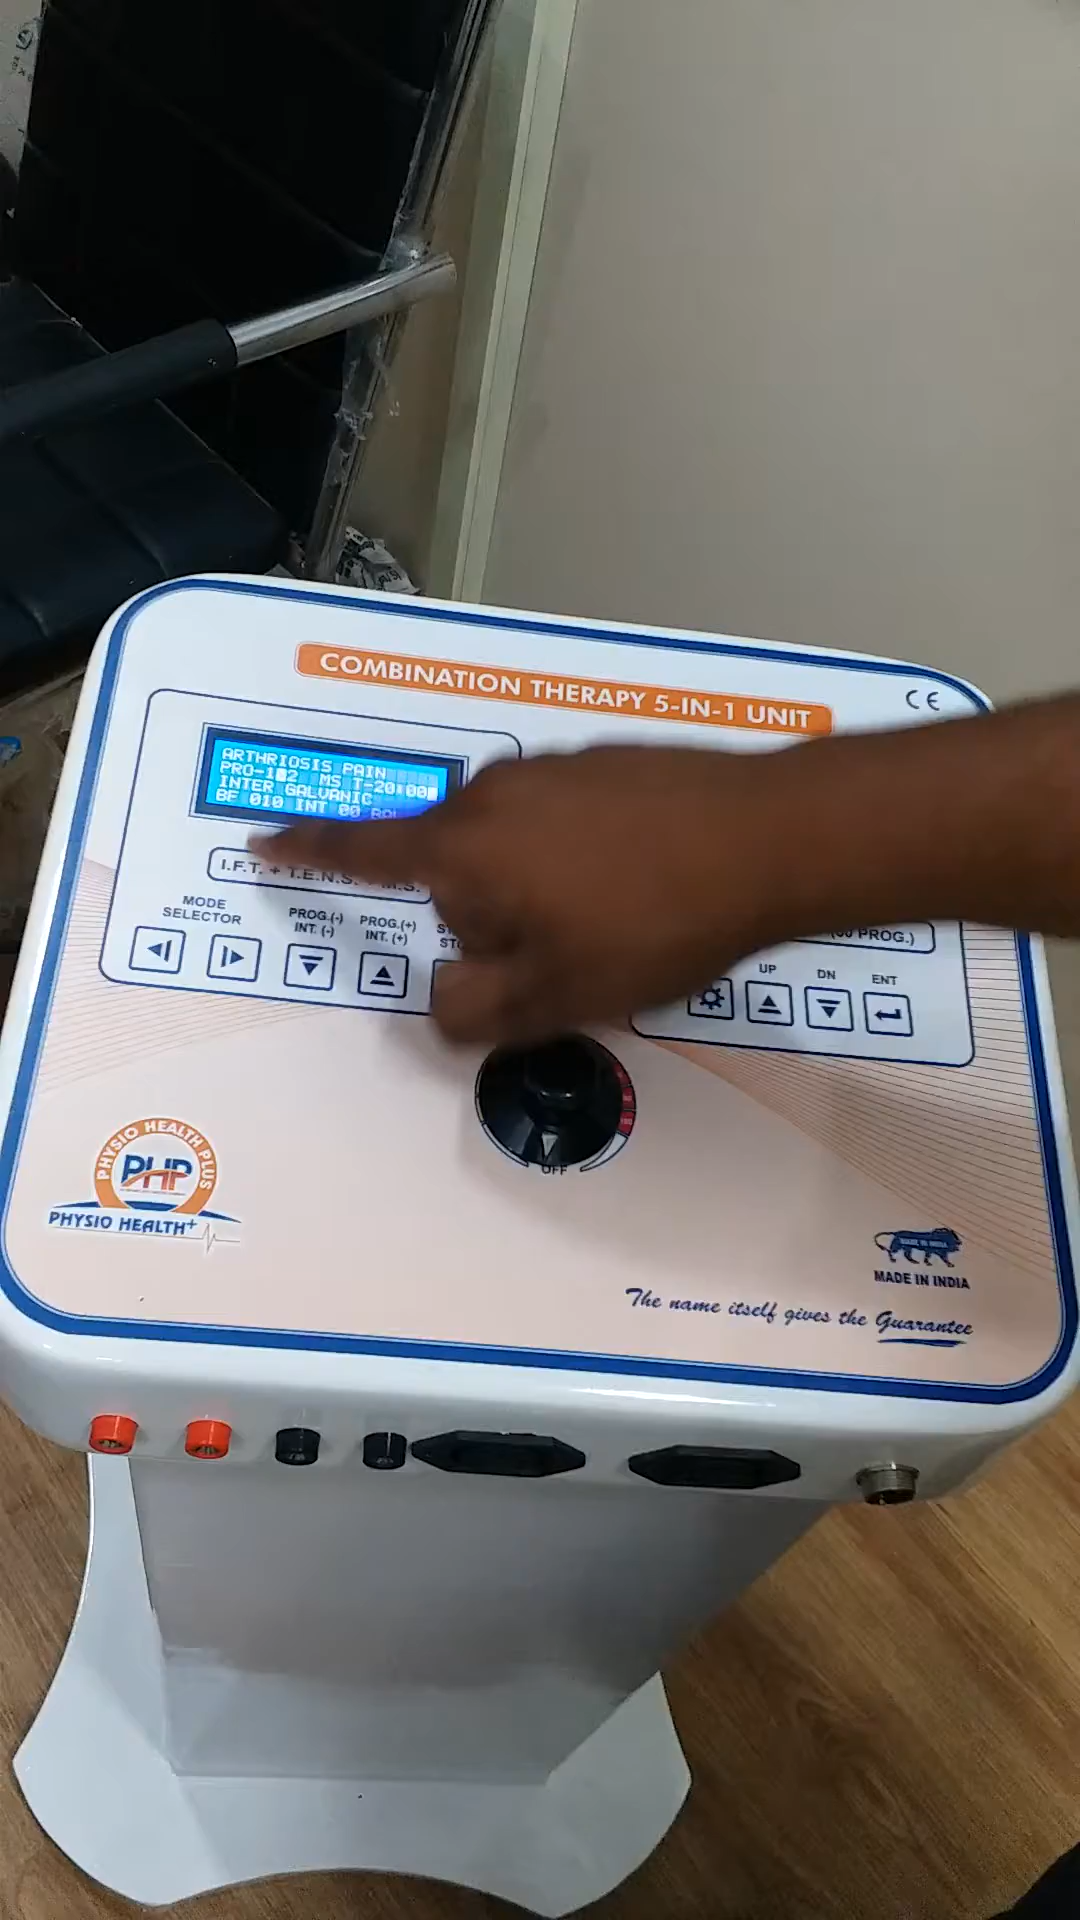 COMBINATION THERAPY 5-IN-1 UNIT
CE
ARTHRIOSIS PAIN
PRO-102 MS T-20:00
INTER GALVANIC
BF 010 INT 00
I.F.T. + T.E.N.S. + M.S.
MODE SELECTOR
PROG.(-)
INT. (-)
PROG.(+)
INT. (+)
PROG.)
UP
DN
ENT
OFF
PHYSIO HEALTH PLUS
PHP
PHYSIO HEALTH+
MADE IN INDIA
The name itself gives the Guarantee